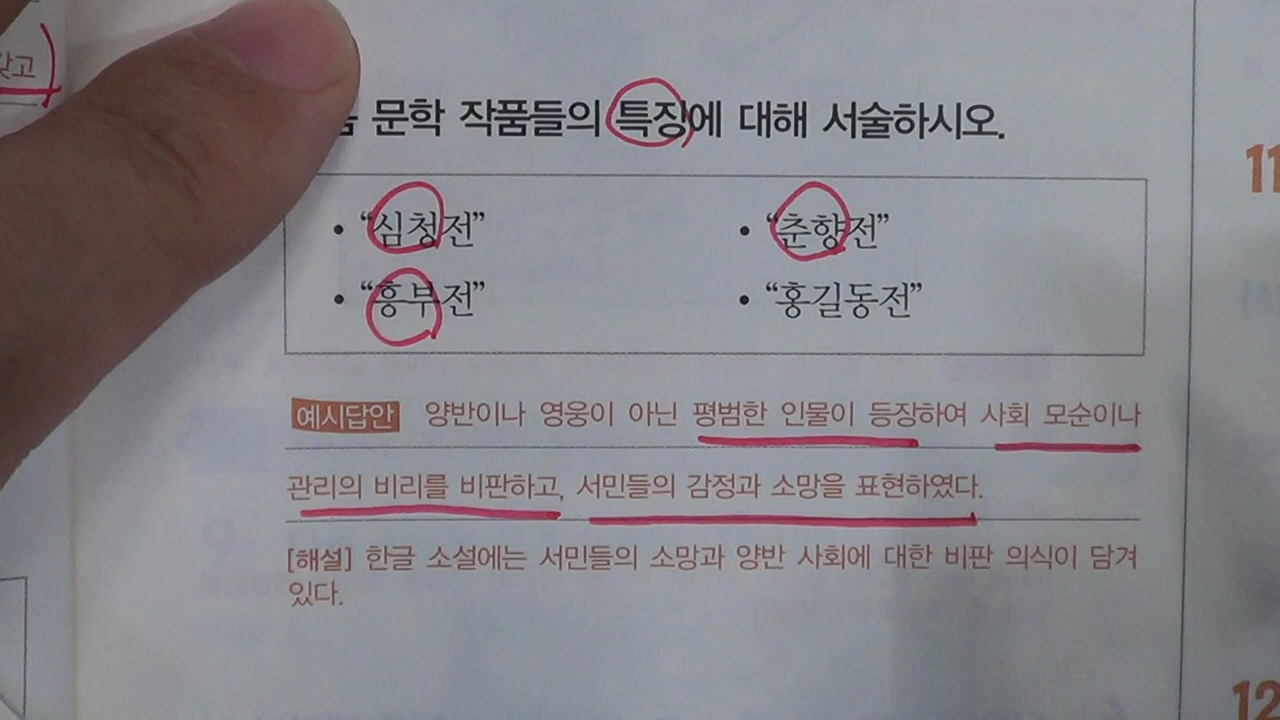 문학 작품들의 특징에 대해 서술하시오.
• “심청전” • “춘향전”
• “흥부전” • “홍길동전”
예시답안 양반이나 영웅이 아닌 평범한 인물이 등장하여 사회 모순이나
관리의 비리를 비판하고, 서민들의 감정과 소망을 표현하였다.
[해설] 한글 소설에는 서민들의 소망과 양반 사회에 대한 비판 의식이 담겨
있다.
11
12